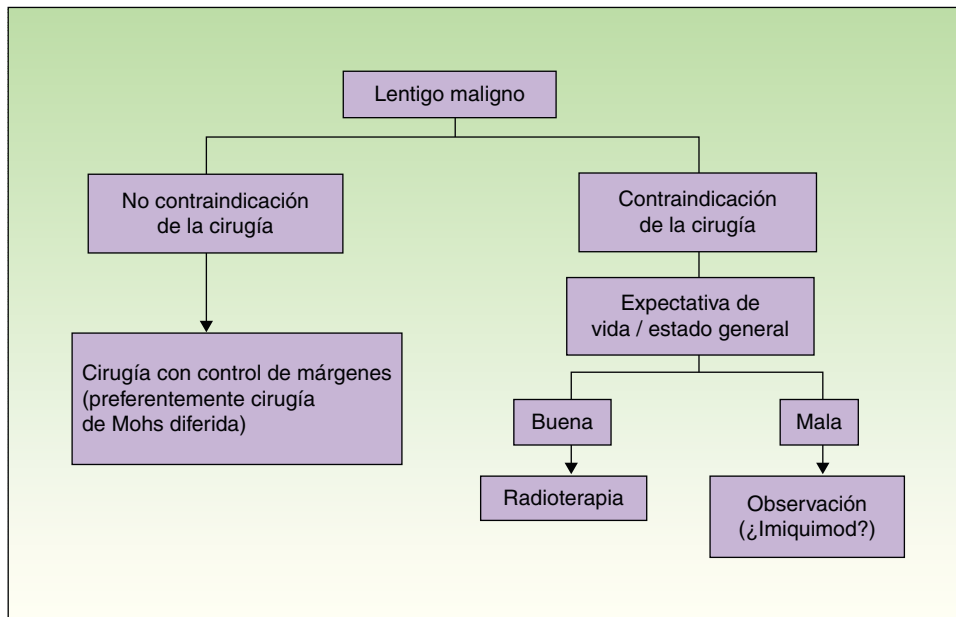 Lentigo maligno
No contraindicación
de la cirugía
Contraindicación
de la cirugía
Expectativa de
vida / estado general
Cirugía con control de márgenes
(preferentemente cirugía
de Mohs diferida)
Buena
Mala
Radioterapia
Observación
(¿Imiquimod?)